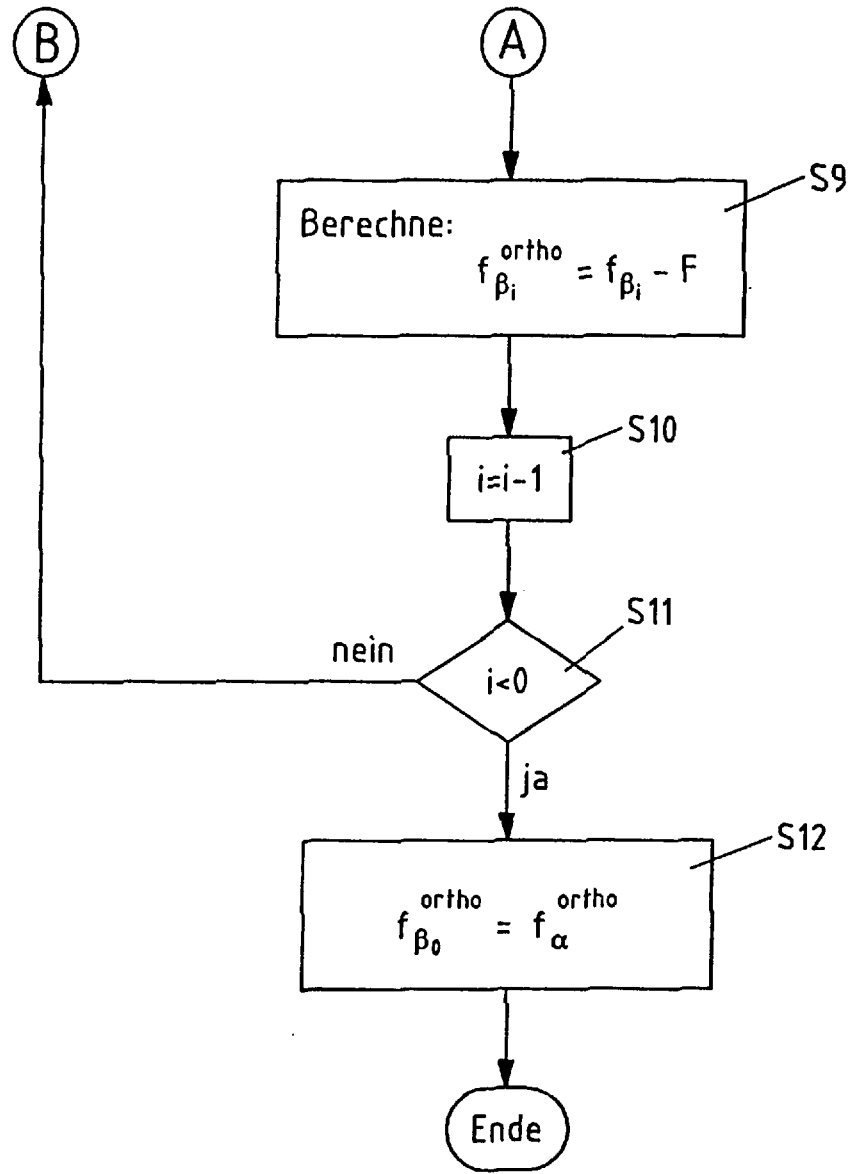 B
A
S9
Berechne:
f_{β_i}^{ortho} = f_{β_i} - F
S10
i=i-1
S11
nein
i<0
ja
S12
f_{β_0}^{ortho} = f_α^{ortho}
Ende